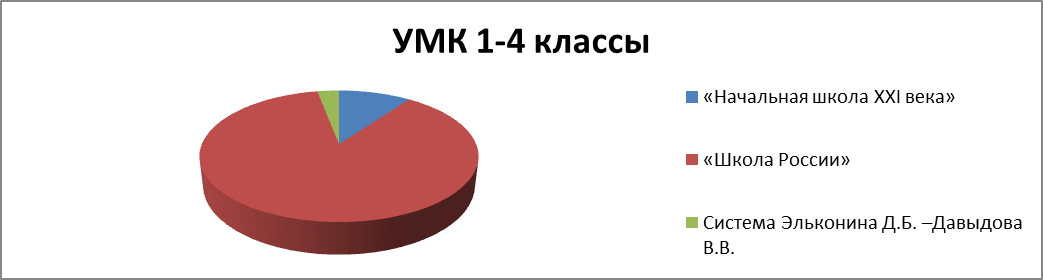 УМК 1-4 классы
«Начальная школа XXI века»
«Школа России»
Система Эльконина Д.Б. –Давыдова
В.В.